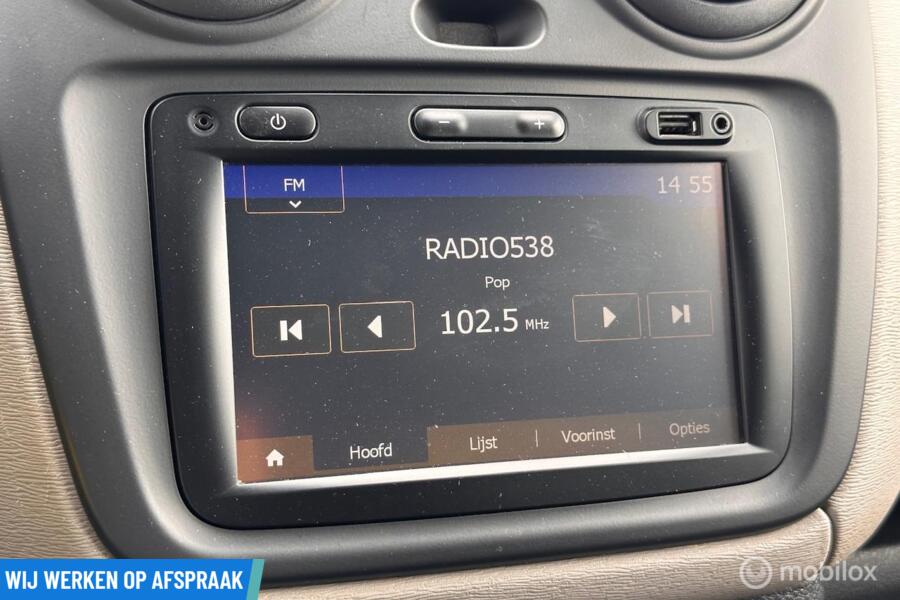 FM
14 55
RADIO538
Pop
102.5 MHz
Hoofd
Lijst
Voorinst
Opties
WIJ WERKEN OP AFSPRAAK
mobilox